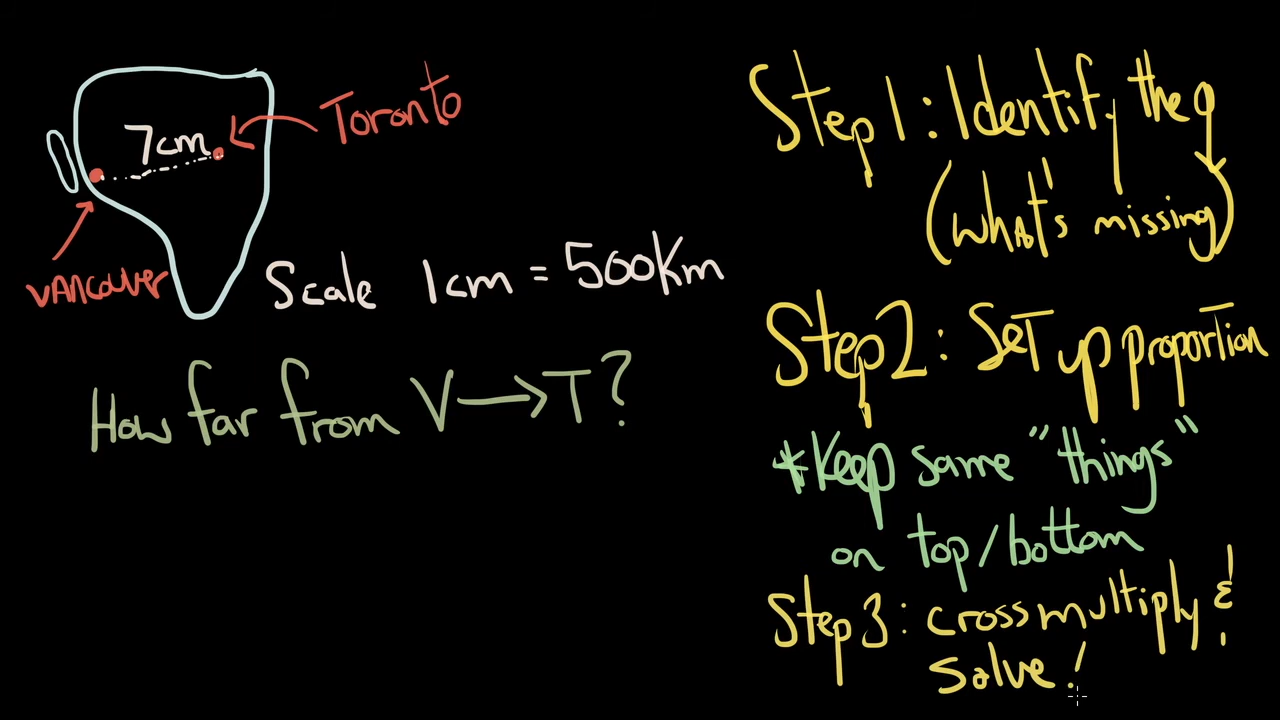 7cm
Toronto
Vancouver
Scale 1cm = 500Km
How far from V → T?
Step 1: Identify the q
(what's missing)
Step 2: Set up proportion
*Keep same "things"
on top/bottom
Step 3: cross multiply &
solve!